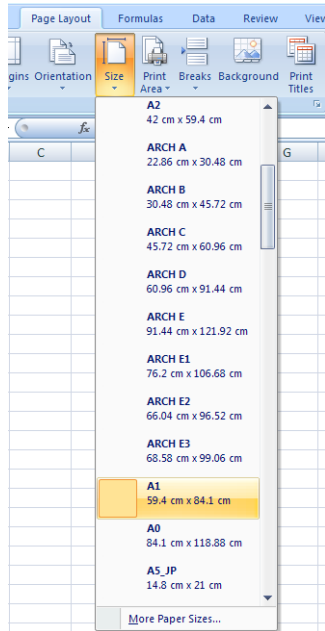 Page Layout Formulas Data Review Vie
gins Orientation Size Print Area Breaks Background Print Titles
fx
C G
A2
42 cm x 59.4 cm
ARCH A
22.86 cm x 30.48 cm
ARCH B
30.48 cm x 45.72 cm
ARCH C
45.72 cm x 60.96 cm
ARCH D
60.96 cm x 91.44 cm
ARCH E
91.44 cm x 121.92 cm
ARCH E1
76.2 cm x 106.68 cm
ARCH E2
66.04 cm x 96.52 cm
ARCH E3
68.58 cm x 99.06 cm
A1
59.4 cm x 84.1 cm
A0
84.1 cm x 118.88 cm
A5_JP
14.8 cm x 21 cm
More Paper Sizes...